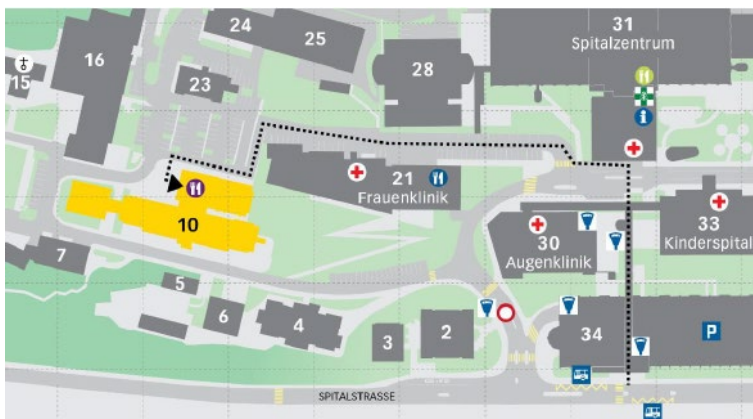 24
25
31
Spitalzentrum
16
15
23
28
i
21
Frauenklinik
10
33
Kinderspital
30
Augenklinik
7
5
6
4
3
2
34
P
SPITALSTRASSE